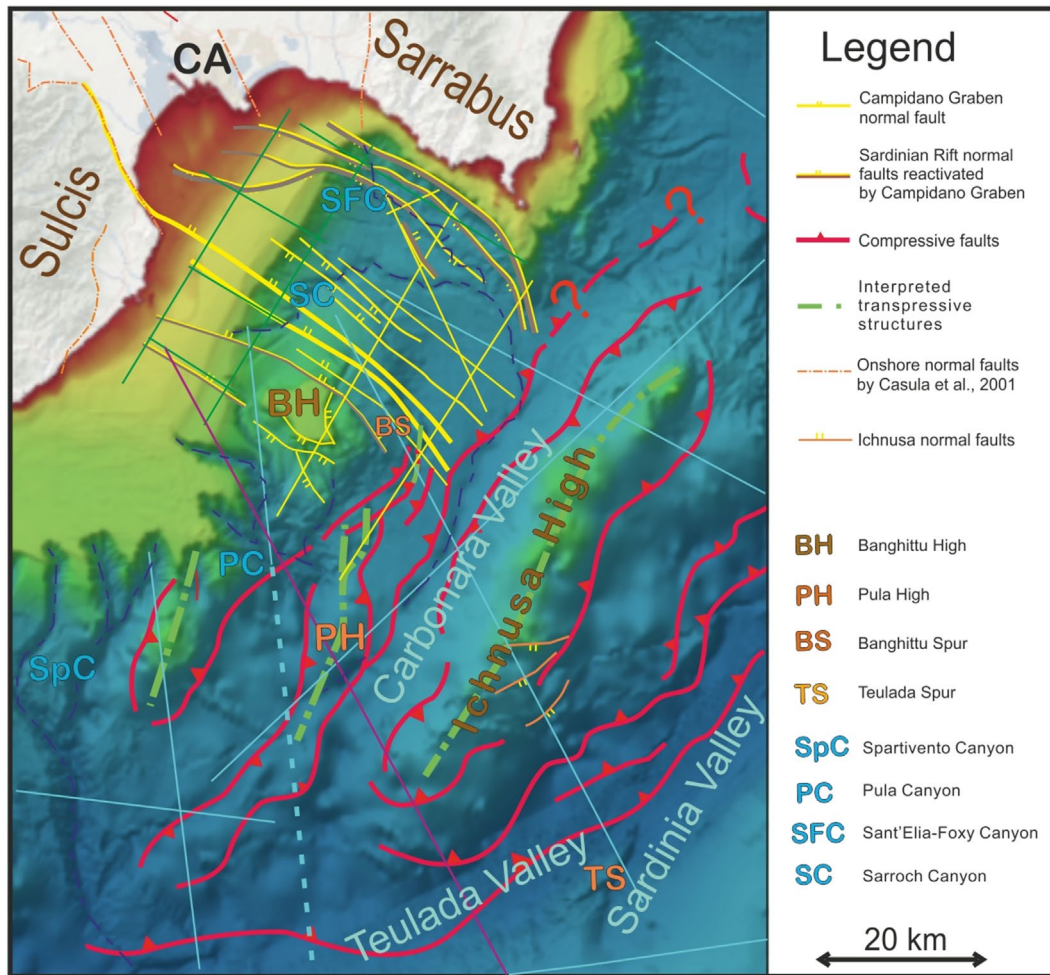 CA
Sarrabus
Sulcis
SFC
SC
?
?
BH
BS
PC
PH
SpC
Carbonara Valley
Ichnusa High
Teulada Valley
TS
Sardinia Valley
Legend
Campidano Graben
normal fault
Sardinian Rift normal
faults reactivated
by Campidano Graben
Compressive faults
Interpreted
transpressive
structures
Onshore normal faults
by Casula et al., 2001
Ichnusa normal faults
BH Banghittu High
PH Pula High
BS Banghittu Spur
TS Teulada Spur
SpC Spartivento Canyon
PC Pula Canyon
SFC Sant'Elia-Foxy Canyon
SC Sarroch Canyon
20 km